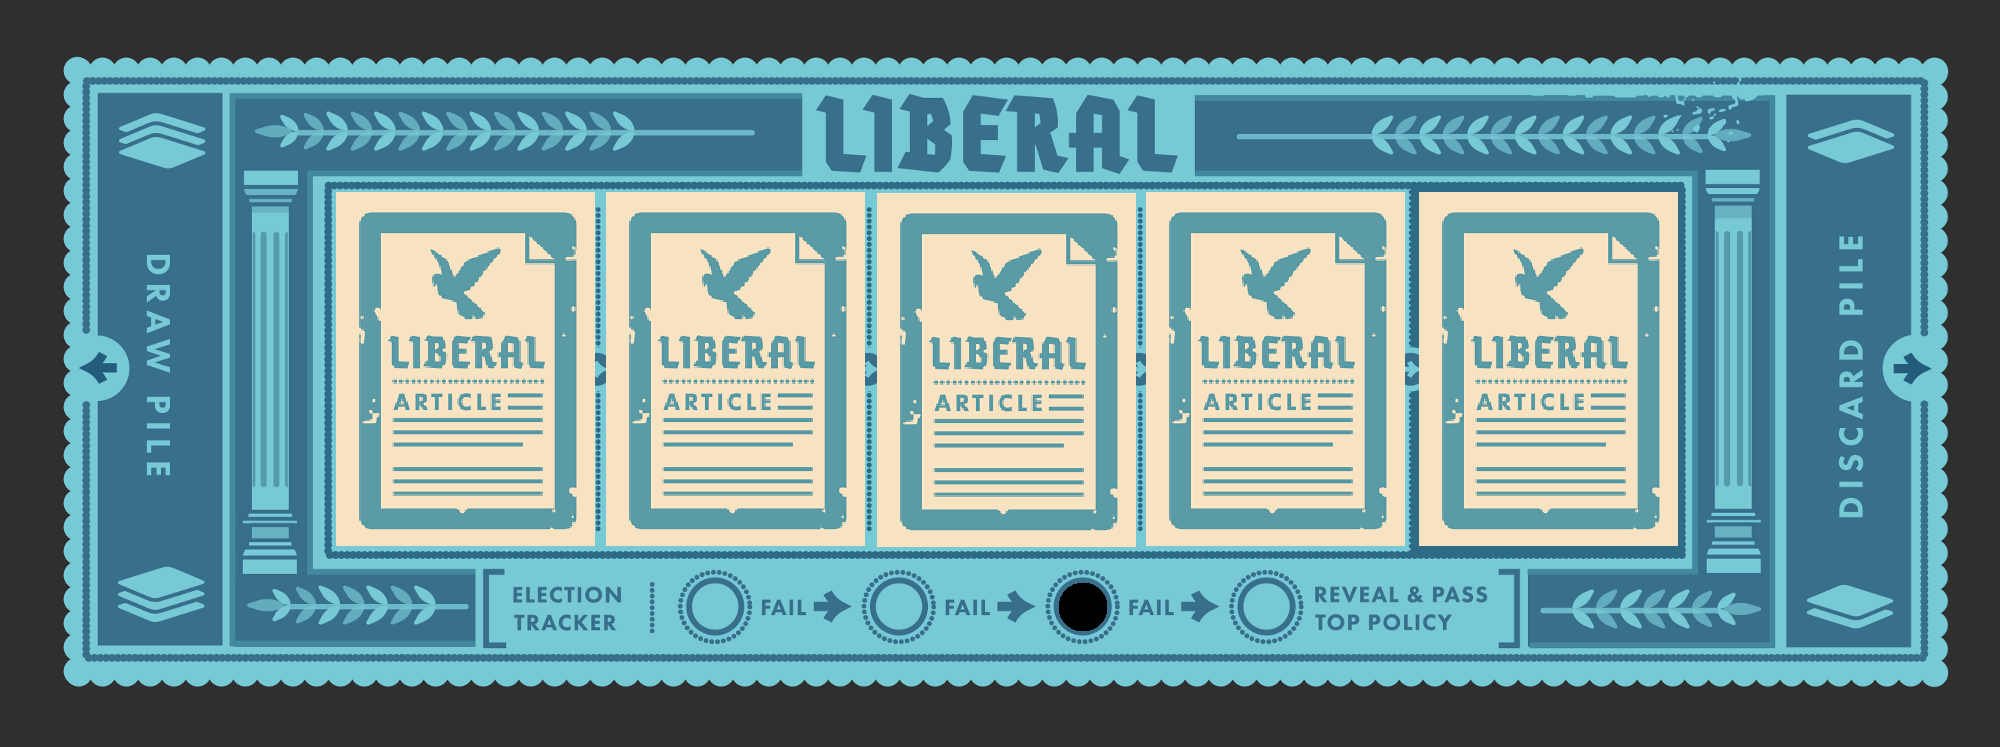 LIBERAL
DRAW PILE
LIBERAL
ARTICLE
LIBERAL
ARTICLE
LIBERAL
ARTICLE
LIBERAL
ARTICLE
LIBERAL
ARTICLE
DISCARD PILE
ELECTION
TRACKER
FAIL
FAIL
FAIL
REVEAL & PASS
TOP POLICY